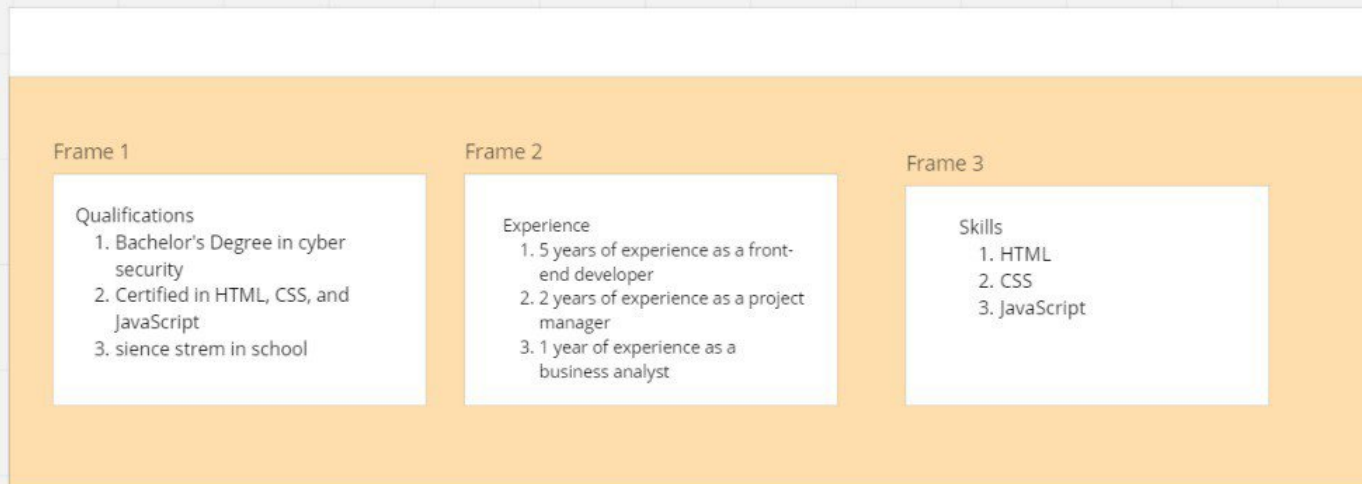 Frame 1
Qualifications
1. Bachelor's Degree in cyber
security
2. Certified in HTML, CSS, and
JavaScript
3. sience strem in school
Frame 2
Experience
1. 5 years of experience as a front-
end developer
2. 2 years of experience as a project
manager
3. 1 year of experience as a
business analyst
Frame 3
Skills
1. HTML
2. CSS
3. JavaScript